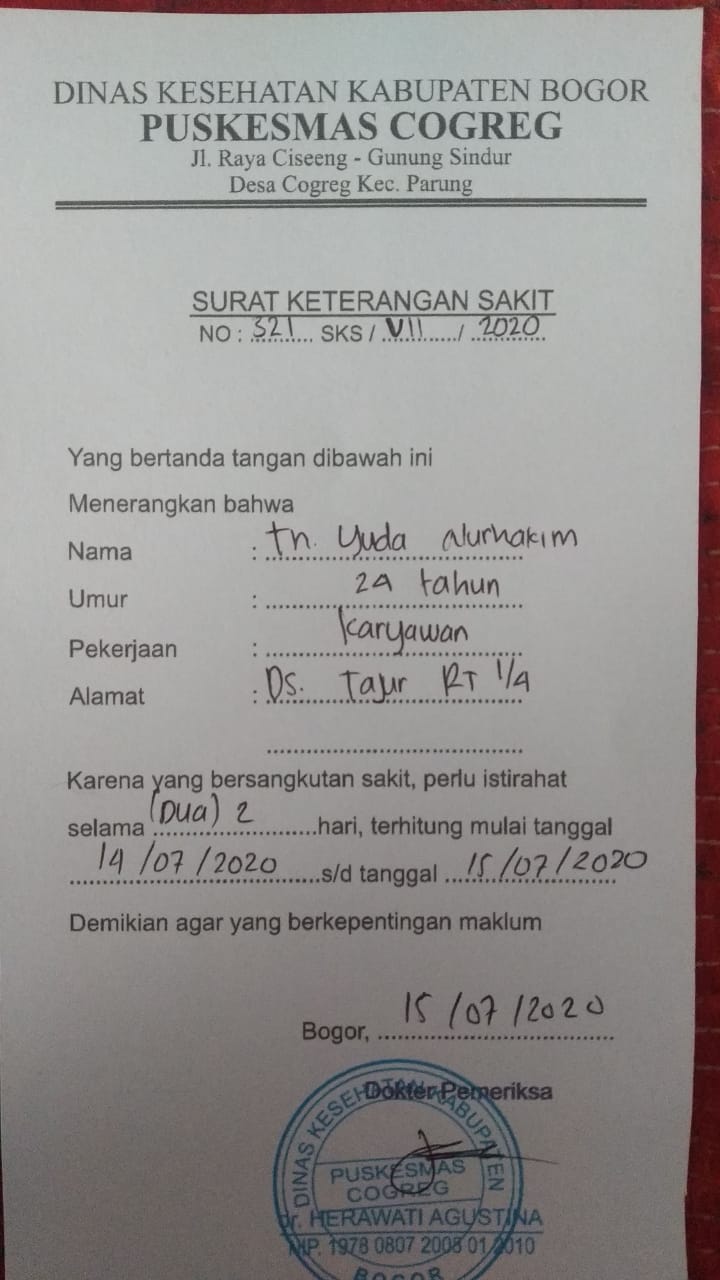 DINAS KESEHATAN KABUPATEN BOGOR
PUSKESMAS COGREG
Jl. Raya Ciseeng - Gunung Sindur
Desa Cogreg Kec. Parung
SURAT KETERANGAN SAKIT
NO : 321 SKS / VII / 2020
Yang bertanda tangan dibawah ini
Menerangkan bahwa
Nama : tn. Yuda Nurhakim
Umur : 24 tahun
Pekerjaan : Karyawan
Alamat : Ds. Tajur RT 1/4
Karena yang bersangkutan sakit, perlu istirahat
selama (Dua) 2 hari, terhitung mulai tanggal
14/07/2020 s/d tanggal 15/07/2020
Demikian agar yang berkepentingan maklum
Bogor, 15/07/2020
Dokter Pemeriksa
DINAS KESEHATAN KABUPATEN
PUSKESMAS
COGREG
dr. HERAWATI AGUSTINA
NIP. 1978 0807 2008 01 2010
BOGOR